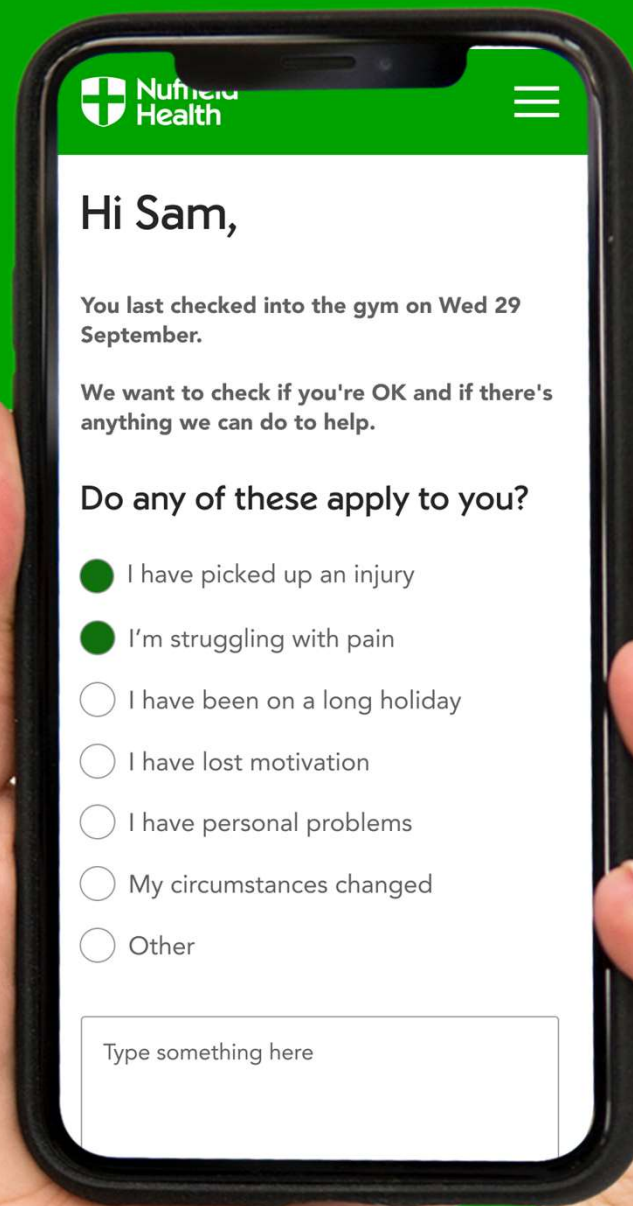 Nuffield
Health
Hi Sam,
You last checked into the gym on Wed 29
September.
We want to check if you're OK and if there's
anything we can do to help.
Do any of these apply to you?
I have picked up an injury
I’m struggling with pain
I have been on a long holiday
I have lost motivation
I have personal problems
My circumstances changed
Other
Type something here